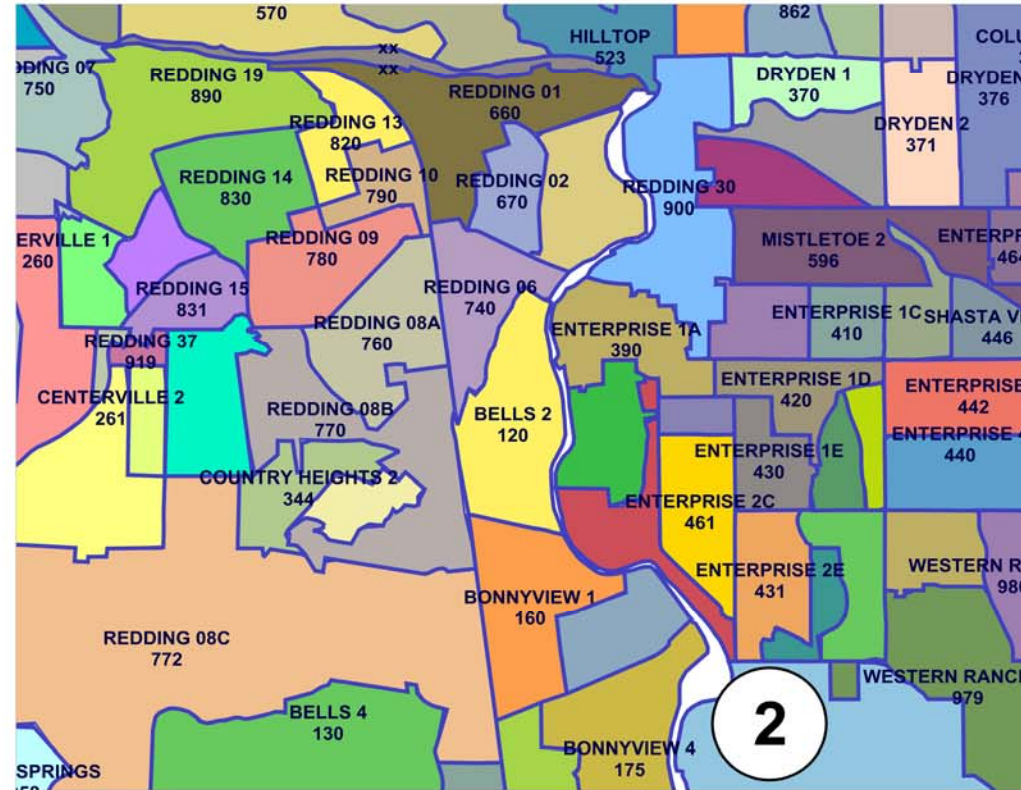 570
862
HILLTOP
523
COLU
xx
xx
DDING 07
750
REDDING 19
890
REDDING 01
660
DRYDEN 1
370
DRYDEN
376
REDDING 13
820
DRYDEN 2
371
REDDING 14
830
REDDING 10
790
REDDING 02
670
REDDING 30
900
ERVILLE 1
260
REDDING 09
780
MISTLETOE 2
596
ENTERPR
464
REDDING 15
831
REDDING 06
740
REDDING 08A
760
ENTERPRISE 1A
390
ENTERPRISE 1C
410
SHASTA V
446
REDDING 37
919
CENTERVILLE 2
261
REDDING 08B
770
BELLS 2
120
ENTERPRISE 1D
420
ENTERPRISE
442
ENTERPRISE
440
ENTERPRISE 1E
430
COUNTRY HEIGHTS 2
344
ENTERPRISE 2C
461
ENTERPRISE 2E
431
WESTERN R
980
BONNYVIEW 1
160
REDDING 08C
772
WESTERN RANC
979
BELLS 4
130
2
BONNYVIEW 4
175
SPRINGS